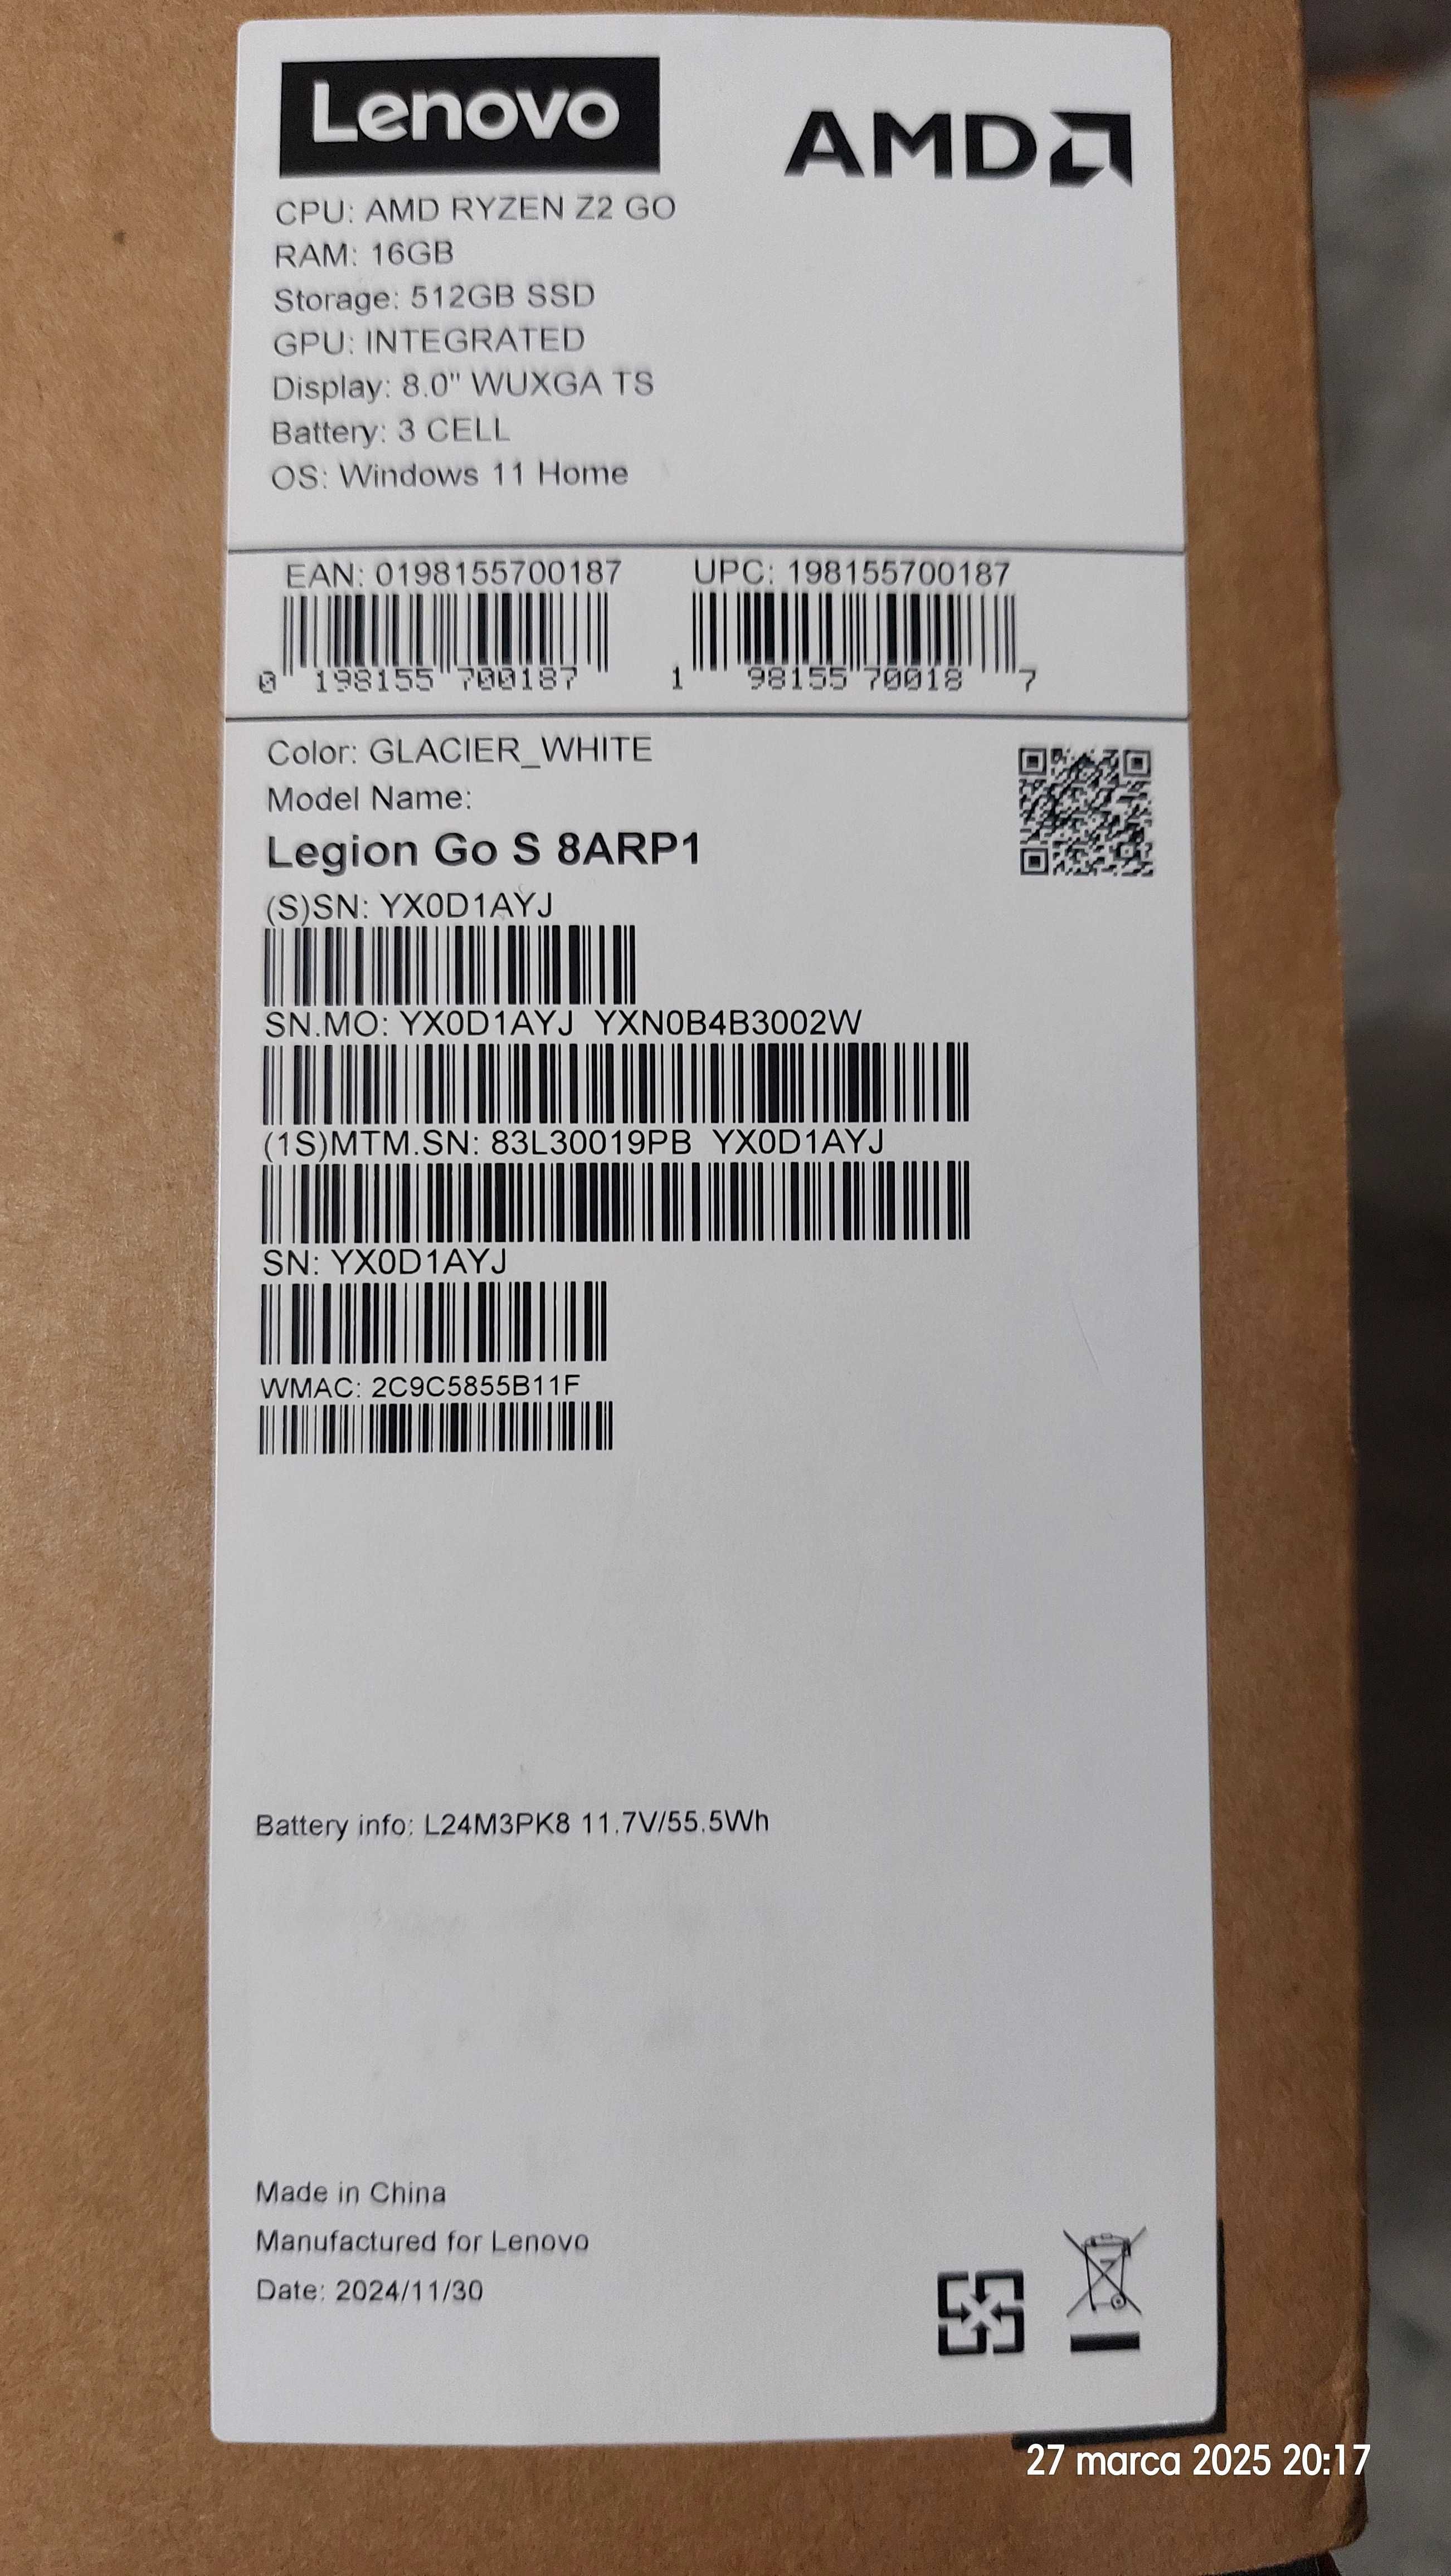 Lenovo
AMD
CPU: AMD RYZEN Z2 GO
RAM: 16GB
Storage: 512GB SSD
GPU: INTEGRATED
Display: 8.0" WUXGA TS
Battery: 3 CELL
OS: Windows 11 Home
EAN: 0198155700187 UPC: 198155700187
0 198155 700187 1 98155 70018 7
Color: GLACIER_WHITE
Model Name:
Legion Go S 8ARP1
(S)SN: YX0D1AYJ
SN.MO: YX0D1AYJ YXN0B4B3002W
(1S)MTM.SN: 83L30019PB YX0D1AYJ
SN: YX0D1AYJ
WMAC: 2C9C5855B11F
Battery info: L24M3PK8 11.7V/55.5Wh
Made in China
Manufactured for Lenovo
Date: 2024/11/30
27 marca 2025 20:17